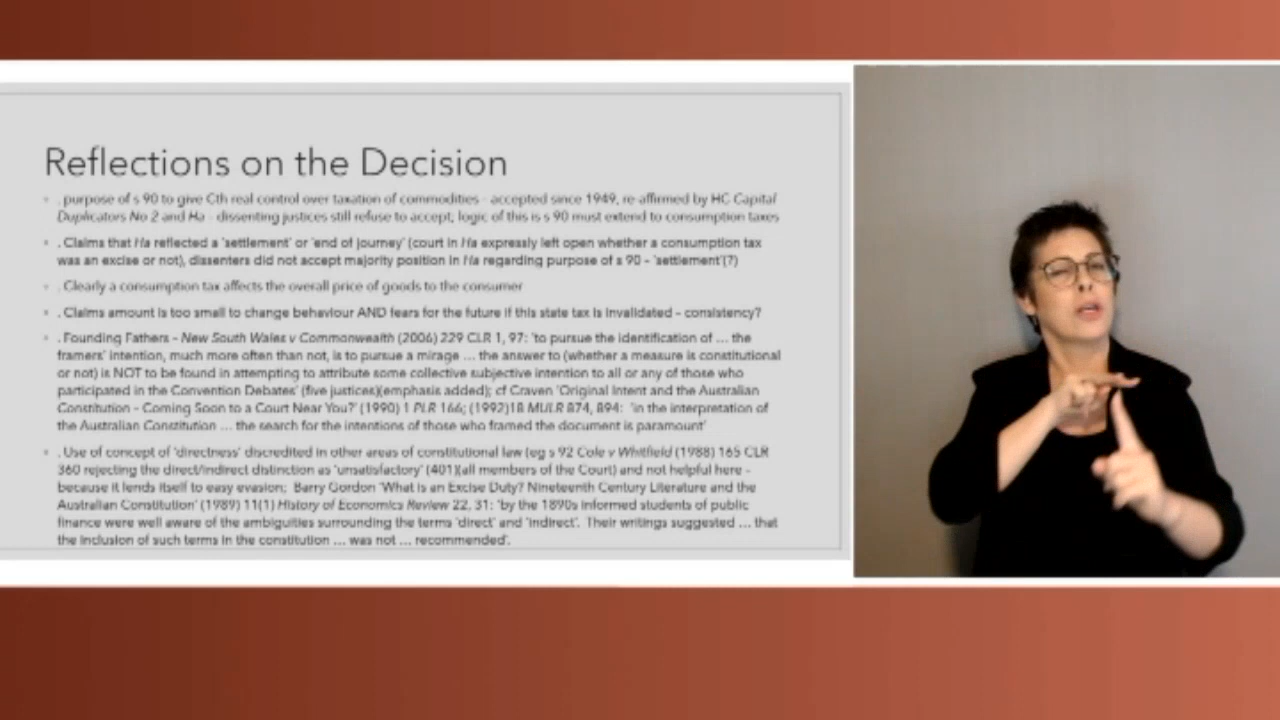 Reflections on the Decision
. purpose of s 90 to give Cth real control over taxation of commodities - accepted since 1949, re-affirmed by HC Capital
Duplicators No 2 and Ha - dissenting justices still refuse to accept; logic of this is s 90 must extend to consumption taxes
. Claims that Ha reflected a 'settlement' or 'end of journey' (court in Ha expressly left open whether a consumption tax
was an excise or not), dissenters did not accept majority position in Ha regarding purpose of s 90 – 'settlement'(?)
. Clearly a consumption tax affects the overall price of goods to the consumer
. Claims amount is too small to change behaviour AND fears for the future if this state tax is invalidated – consistency?
. Founding Fathers – New South Wales v Commonwealth (2006) 229 CLR 1, 97: 'to pursue the identification of ... the
framers' intention, much more often than not, is to pursue a mirage ... the answer to (whether a measure is constitutional
or not) is NOT to be found in attempting to attribute some collective subjective intention to all or any of those who
participated in the Convention Debates' (five justices)(emphasis added); cf Craven 'Original Intent and the Australian
Constitution – Coming Soon to a Court Near You?' (1990) 1 PLR 166; (1992)18 MULR 874, 894: 'in the interpretation of
the Australian Constitution ... the search for the intentions of those who framed the document is paramount'
. Use of concept of 'directness' discredited in other areas of constitutional law (eg s 92 Cole v Whitfield (1988) 165 CLR
360 rejecting the direct/indirect distinction as 'unsatisfactory' (401)(all members of the Court) and not helpful here –
because it lends itself to easy evasion; Barry Gordon 'What is an Excise Duty? Nineteenth Century Literature and the
Australian Constitution' (1989) 11(1) History of Economics Review 22, 31: 'by the 1890s informed students of public
finance were well aware of the ambiguities surrounding the terms 'direct' and 'indirect'. Their writings suggested ... that
the inclusion of such terms in the constitution ... was not ... recommended'.